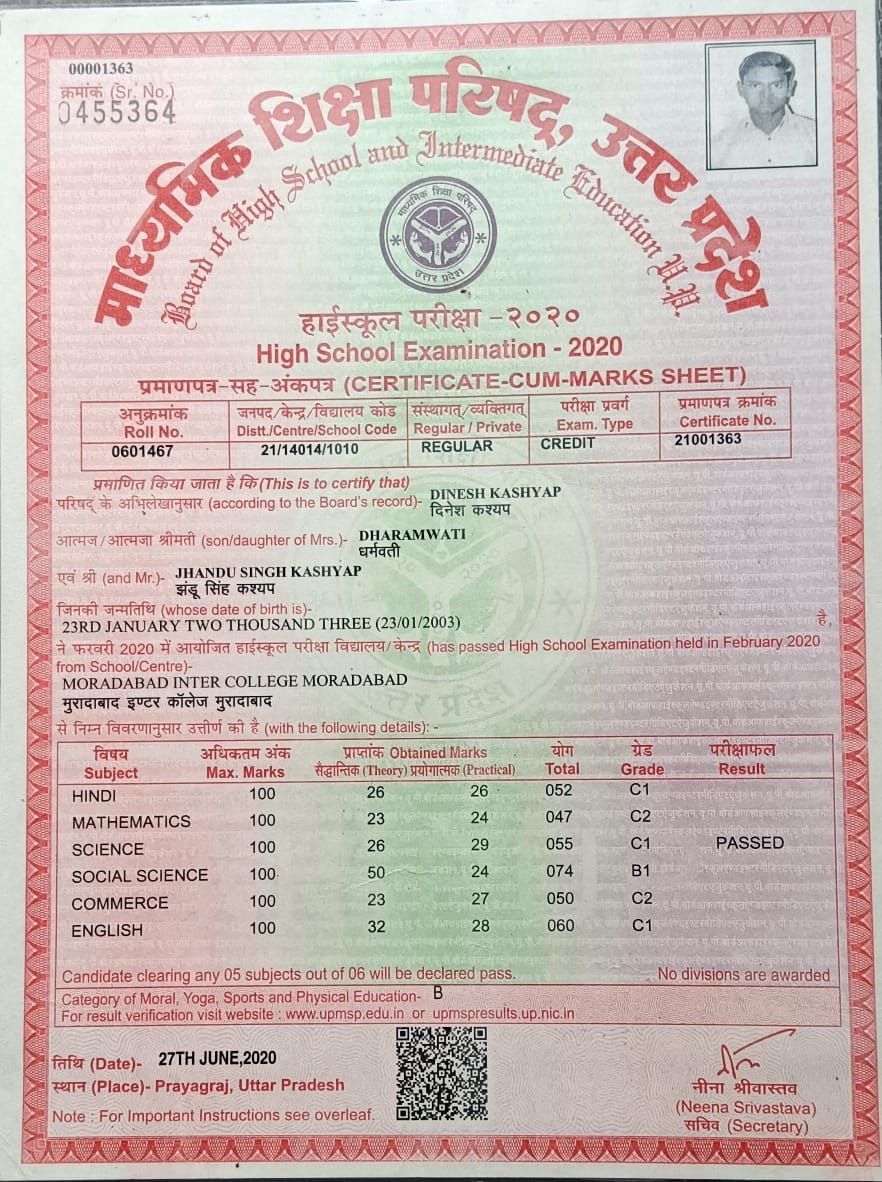 00001363
क्रमांक (Sr. No.)
0455364
माध्यमिक शिक्षा परिषद्, उत्तर प्रदेश
Board of High School and Intermediate Education U.P.
माध्यमिक शिक्षा परिषद्
उत्तर प्रदेश
हाईस्कूल परीक्षा -२०२०
High School Examination - 2020
प्रमाणपत्र-सह-अंकपत्र (CERTIFICATE-CUM-MARKS SHEET)
अनुक्रमांक जनपद/केन्द्र/विद्यालय कोड संस्थागत्/व्यक्तिगत् परीक्षा प्रवर्ग प्रमाणपत्र क्रमांक
Roll No. Distt./Centre/School Code Regular / Private Exam. Type Certificate No.
0601467 21/14014/1010 REGULAR CREDIT 21001363
प्रमाणित किया जाता है कि (This is to certify that)
परिषद् के अभिलेखानुसार (according to the Board's record)- DINESH KASHYAP
दिनेश कश्यप
आत्मज/आत्मजा श्रीमती (son/daughter of Mrs.)- DHARAMWATI
धर्मवती
एवं श्री (and Mr.)- JHANDU SINGH KASHYAP
झंडू सिंह कश्यप
जिनकी जन्मतिथि (whose date of birth is)-
23RD JANUARY TWO THOUSAND THREE (23/01/2003) है,
ने फरवरी 2020 में आयोजित हाईस्कूल परीक्षा विद्यालय/केन्द्र (has passed High School Examination held in February 2020
from School/Centre)-
MORADABAD INTER COLLEGE MORADABAD
मुरादाबाद इण्टर कॉलेज मुरादाबाद
से निम्न विवरणानुसार उत्तीर्ण की है (with the following details): -
विषय अधिकतम अंक प्राप्तांक Obtained Marks योग ग्रेड परीक्षाफल
Subject Max. Marks सैद्धान्तिक (Theory) प्रयोगात्मक (Practical) Total Grade Result
HINDI 100 26 26 052 C1
MATHEMATICS 100 23 24 047 C2
SCIENCE 100 26 29 055 C1 PASSED
SOCIAL SCIENCE 100 50 24 074 B1
COMMERCE 100 23 27 050 C2
ENGLISH 100 32 28 060 C1
Candidate clearing any 05 subjects out of 06 will be declared pass. No divisions are awarded
Category of Moral, Yoga, Sports and Physical Education- B
For result verification visit website : www.upmsp.edu.in or upmspresults.up.nic.in
तिथि (Date)- 27TH JUNE,2020
स्थान (Place)- Prayagraj, Uttar Pradesh
Note : For Important Instructions see overleaf.
नीना श्रीवास्तव
(Neena Srivastava)
सचिव (Secretary)